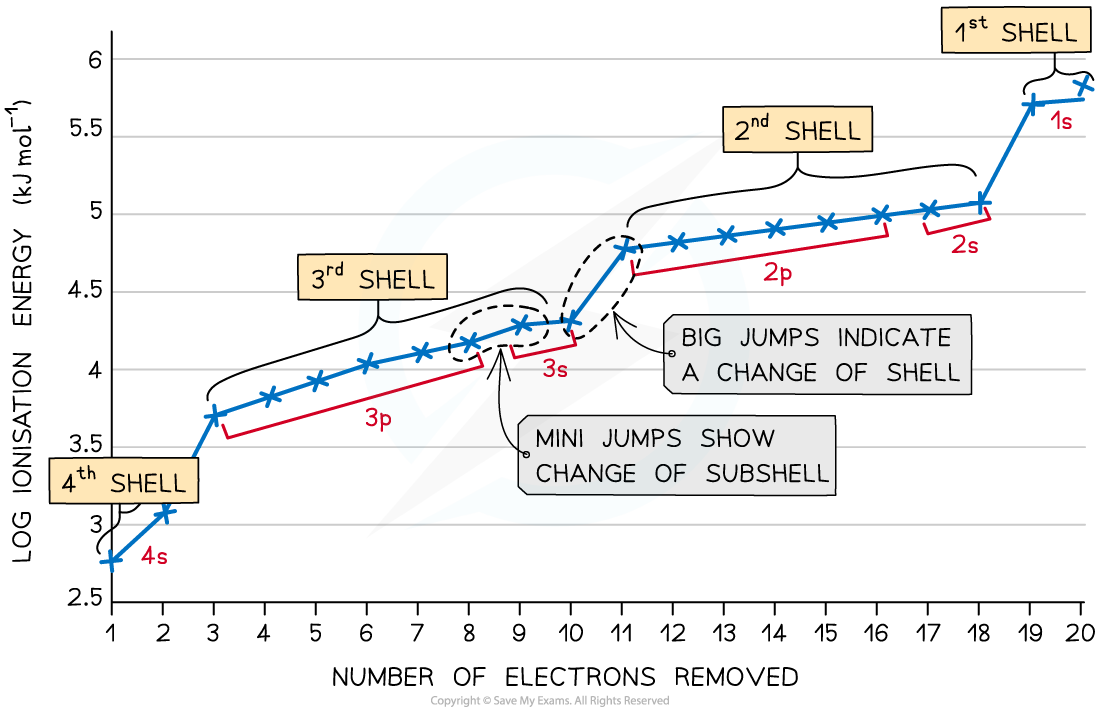 1st SHELL
6
5.5
2nd SHELL
1s
5
2s
2p
3rd SHELL
4.5
BIG JUMPS INDICATE
A CHANGE OF SHELL
4
3s
3p
MINI JUMPS SHOW
CHANGE OF SUBSHELL
3.5
4th SHELL
3
4s
2.5
LOG IONISATION ENERGY (kJ mol⁻¹)
1 2 3 4 5 6 7 8 9 10 11 12 13 14 15 16 17 18 19 20
NUMBER OF ELECTRONS REMOVED
Copyright © Save My Exams. All Rights Reserved